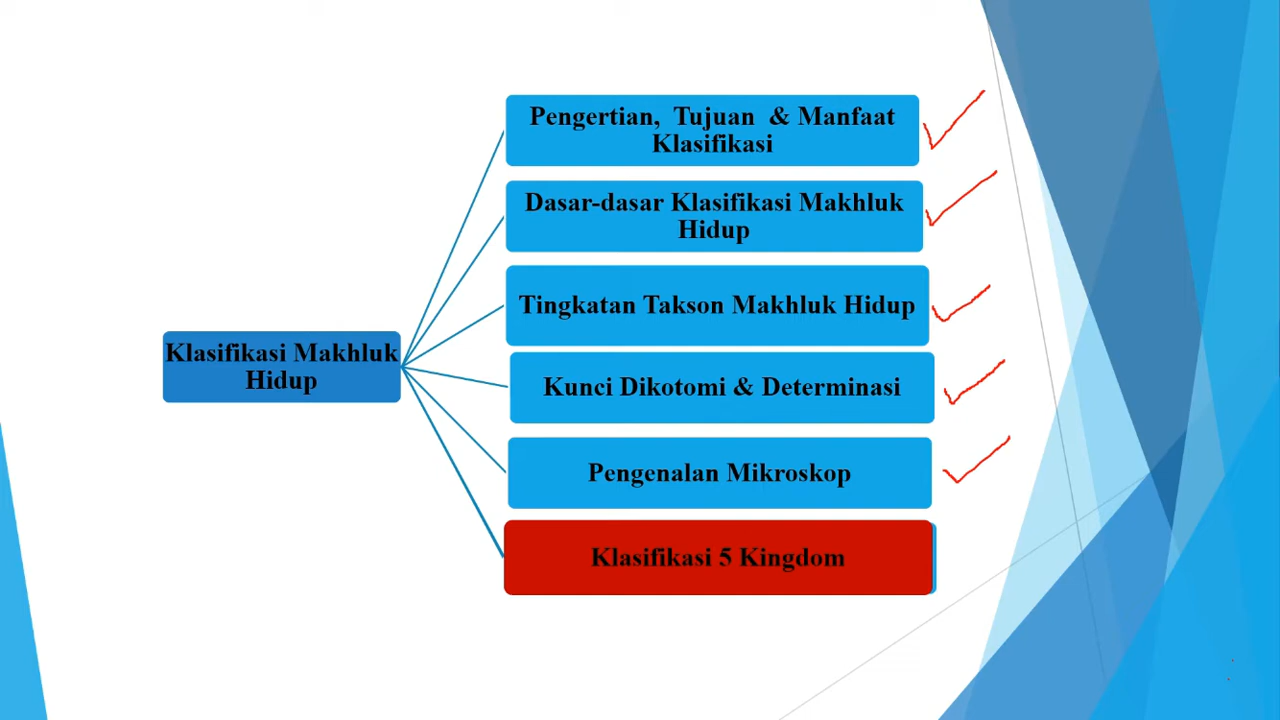 Pengertian, Tujuan & Manfaat
Klasifikasi
Dasar-dasar Klasifikasi Makhluk
Hidup
Tingkatan Takson Makhluk Hidup
Klasifikasi Makhluk
Hidup
Kunci Dikotomi & Determinasi
Pengenalan Mikroskop
Klasifikasi 5 Kingdom